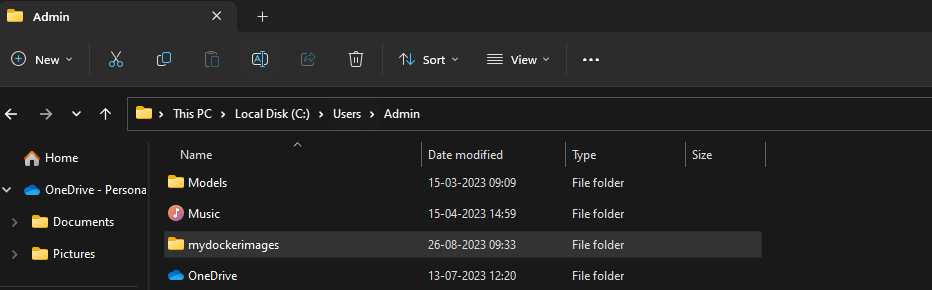 Admin
New
Sort
View
This PC > Local Disk (C:) > Users > Admin
Home
OneDrive - Persona
Documents
Pictures
Name Date modified Type Size
Models 15-03-2023 09:09 File folder
Music 15-04-2023 14:59 File folder
mydockerimages 26-08-2023 09:33 File folder
OneDrive 13-07-2023 12:20 File folder